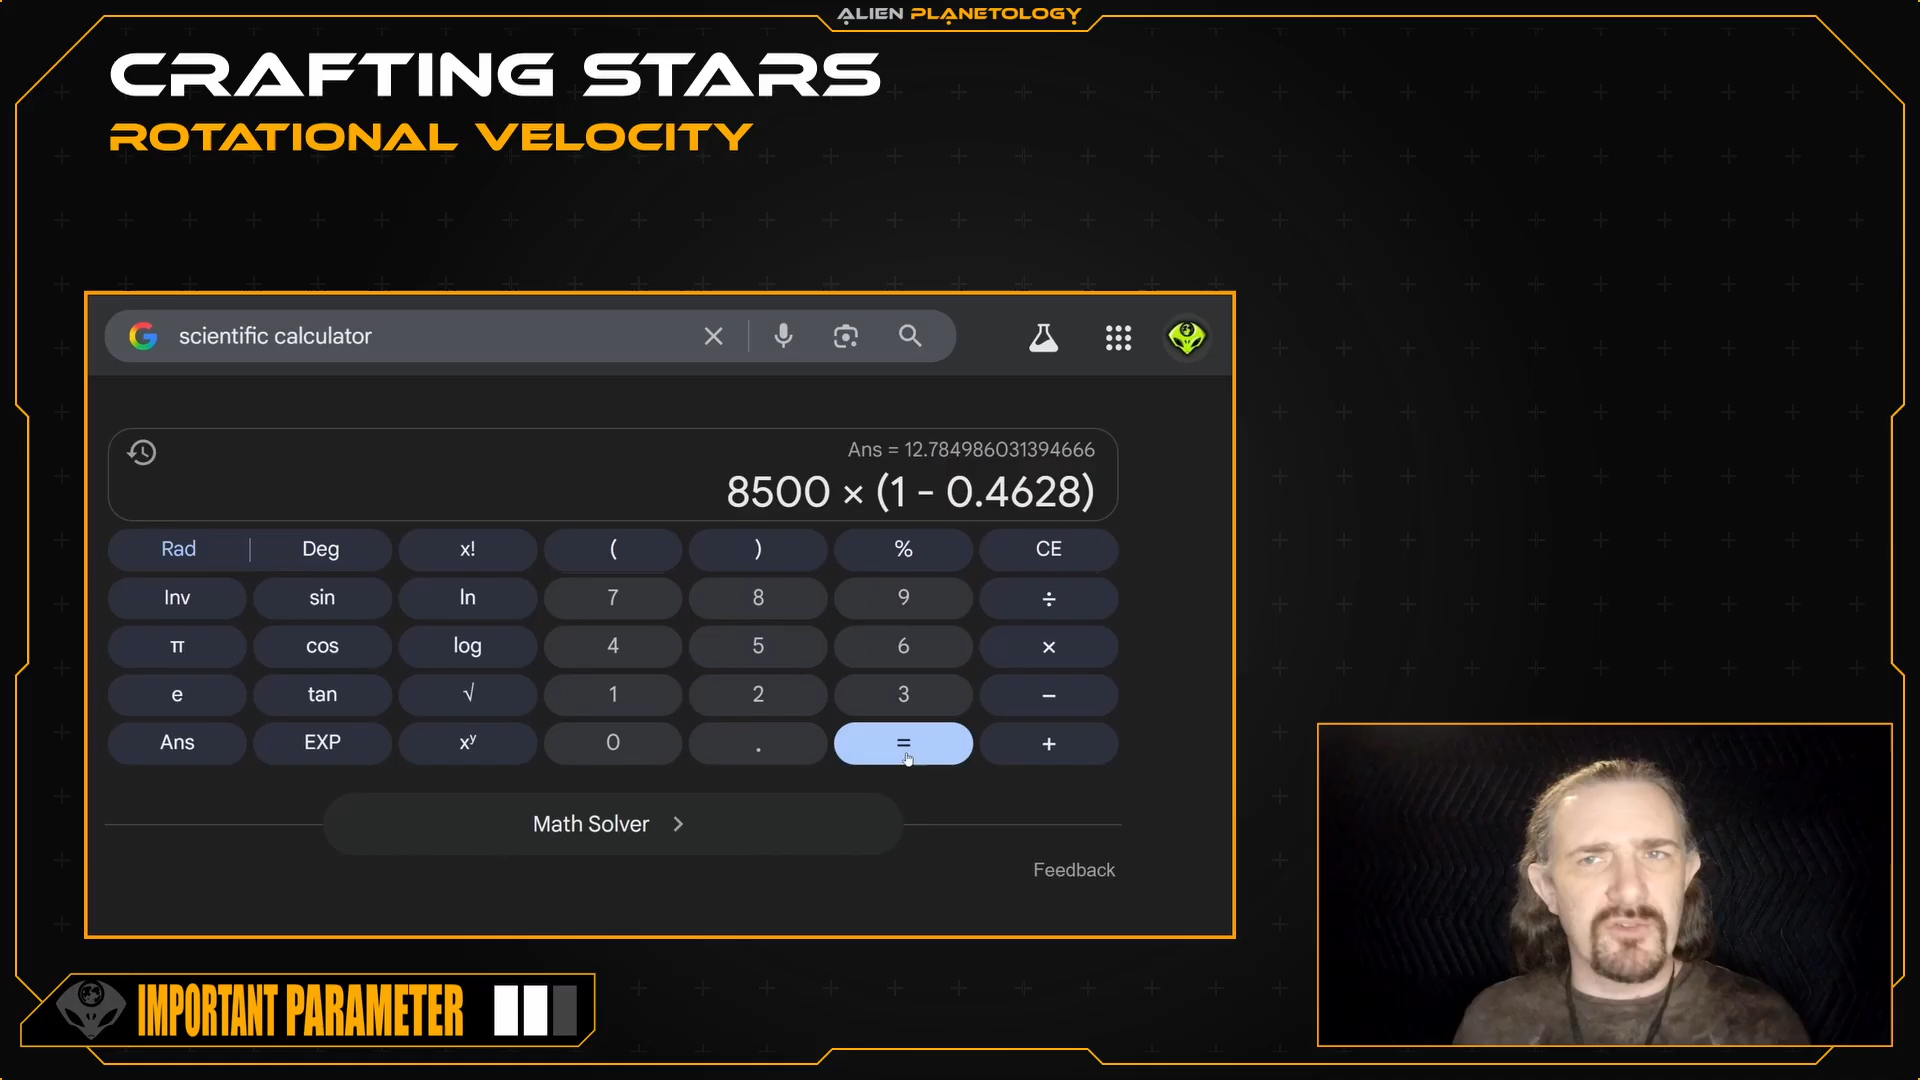 ALIEN PLANETOLOGY
CRAFTING STARS
ROTATIONAL VELOCITY
scientific calculator
Ans = 12.784986031394666
8500 × (1 - 0.4628)
Rad | Deg x! ( ) % CE
Inv sin ln 7 8 9 ÷
π cos log 4 5 6 ×
e tan √ 1 2 3 −
Ans EXP xʸ 0 . = +
Math Solver
Feedback
IMPORTANT PARAMETER